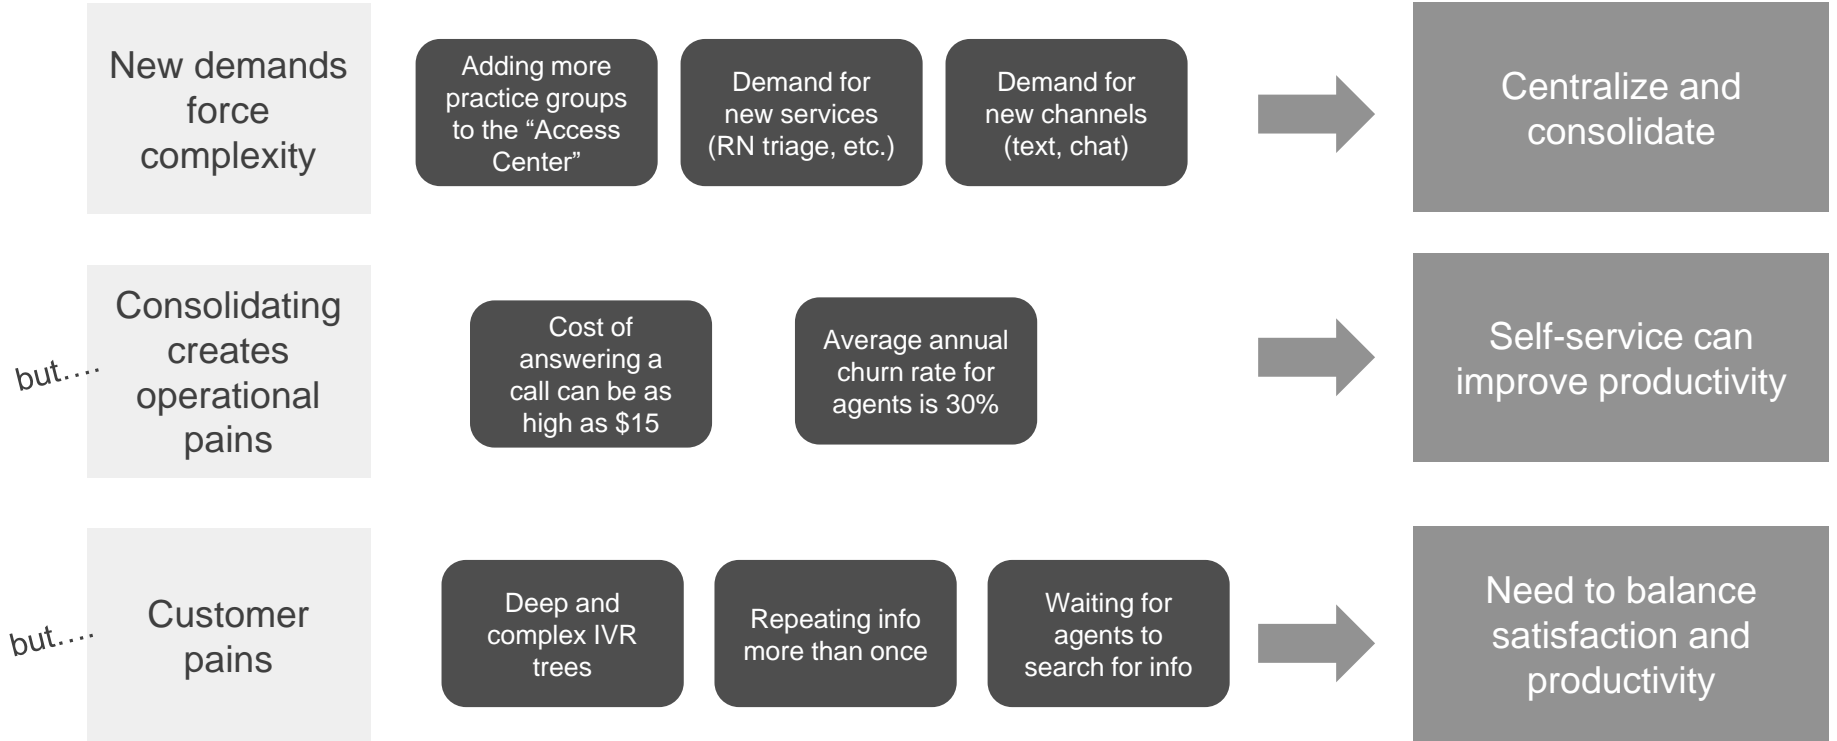 New demands
force
complexity
Adding more
practice groups
to the “Access
Center”
Demand for
new services
(RN triage, etc.)
Demand for
new channels
(text, chat)
Centralize and
consolidate
but….
Consolidating
creates
operational
pains
Cost of
answering a
call can be as
high as $15
Average annual
churn rate for
agents is 30%
Self-service can
improve productivity
but….
Customer
pains
Deep and
complex IVR
trees
Repeating info
more than once
Waiting for
agents to
search for info
Need to balance
satisfaction and
productivity